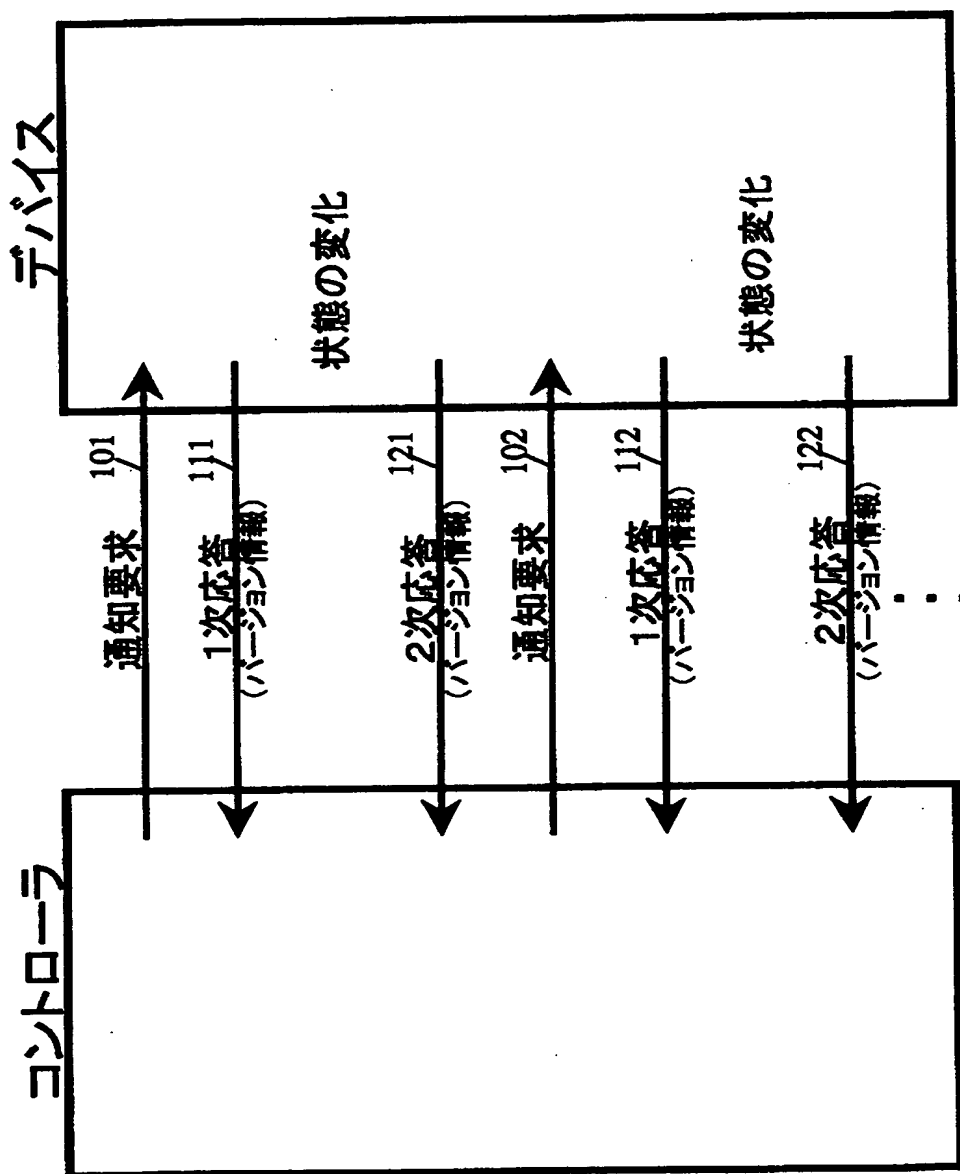 コントローラ
デバイス
通知要求
101
1次応答
(バージョン情報)
111
状態の変化
2次応答
(バージョン情報)
121
通知要求
102
1次応答
(バージョン情報)
112
状態の変化
2次応答
(バージョン情報)
122